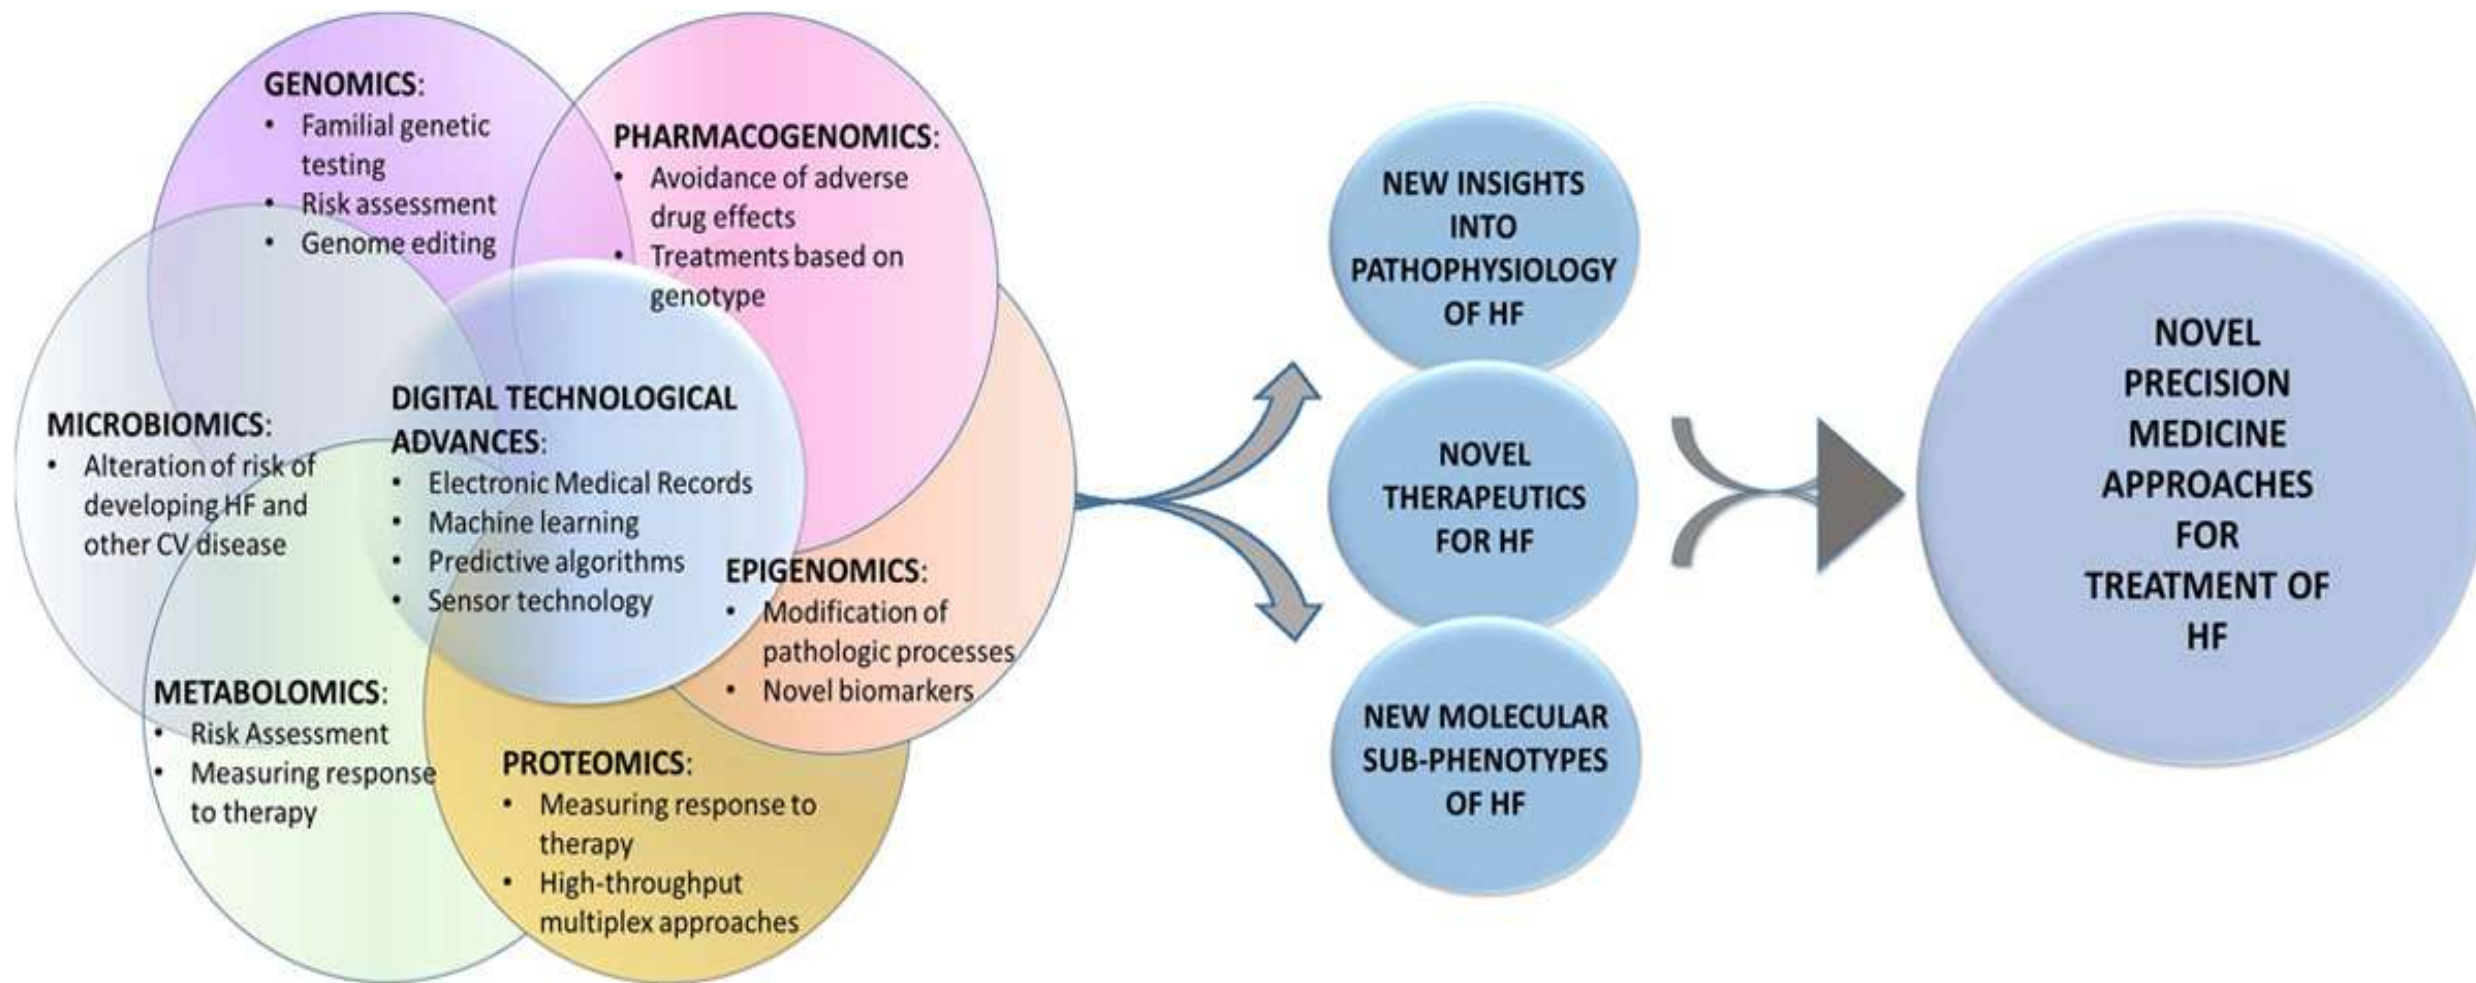 GENOMICS:
• Familial genetic
testing
• Risk assessment
• Genome editing
PHARMACOGENOMICS:
• Avoidance of adverse
drug effects
• Treatments based on
genotype
MICROBIOMICS:
• Alteration of risk of
developing HF and
other CV disease
DIGITAL TECHNOLOGICAL
ADVANCES:
• Electronic Medical Records
• Machine learning
• Predictive algorithms
• Sensor technology
EPIGENOMICS:
• Modification of
pathologic processes
• Novel biomarkers
METABOLOMICS:
• Risk Assessment
• Measuring response
to therapy
PROTEOMICS:
• Measuring response to
therapy
• High-throughput
multiplex approaches
NEW INSIGHTS
INTO
PATHOPHYSIOLOGY
OF HF
NOVEL
THERAPEUTICS
FOR HF
NEW MOLECULAR
SUB-PHENOTYPES
OF HF
NOVEL
PRECISION
MEDICINE
APPROACHES
FOR
TREATMENT OF
HF